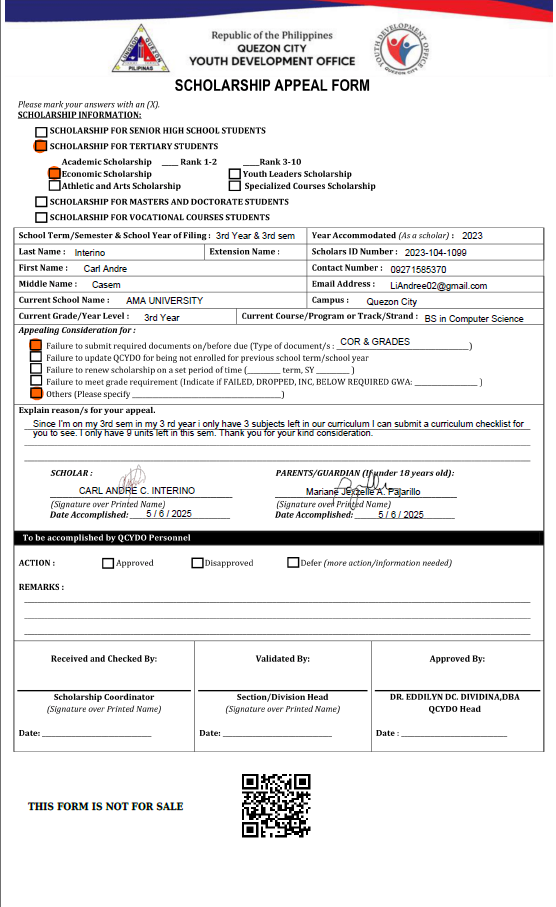 Republic of the Philippines
QUEZON CITY
YOUTH DEVELOPMENT OFFICE
SCHOLARSHIP APPEAL FORM
Please mark your answers with an (X).
SCHOLARSHIP INFORMATION:
SCHOLARSHIP FOR SENIOR HIGH SCHOOL STUDENTS
SCHOLARSHIP FOR TERTIARY STUDENTS
Academic Scholarship ____ Rank 1-2 ____Rank 3-10
Economic Scholarship Youth Leaders Scholarship
Athletic and Arts Scholarship Specialized Courses Scholarship
SCHOLARSHIP FOR MASTERS AND DOCTORATE STUDENTS
SCHOLARSHIP FOR VOCATIONAL COURSES STUDENTS
School Term/Semester & School Year of Filing : 3rd Year & 3rd sem Year Accommodated (As a scholar) : 2023
Last Name : Interino Extension Name : Scholars ID Number : 2023-104-1099
First Name : Carl Andre Contact Number : 09271585370
Middle Name : Casem Email Address : LiAndree02@gmail.com
Current School Name : AMA UNIVERSITY Campus : Quezon City
Current Grade/Year Level : 3rd Year Current Course/Program or Track/Strand : BS in Computer Science
Appealing Consideration for :
Failure to submit required documents on/before due (Type of document/s : COR & GRADES )
Failure to update QCYDO for being not enrolled for previous school term/school year
Failure to renew scholarship on a set period of time ( ________ term, SY ________ )
Failure to meet grade requirement (Indicate if FAILED, DROPPED, INC, BELOW REQUIRED GWA: ______________ )
Others (Please specify ___________________________________)
Explain reason/s for your appeal.
Since I'm on my 3rd sem in my 3 rd year i only have 3 subjects left in our curriculum I can submit a curriculum checklist for
you to see. I only have 9 units left in this sem. Thank you for your kind consideration.
SCHOLAR : PARENTS/GUARDIAN (If under 18 years old):
CARL ANDRE C. INTERINO Mariane Jexzelle A. Pajarillo
(Signature over Printed Name) (Signature over Printed Name)
Date Accomplished: 5 / 6 / 2025 Date Accomplished: 5 / 6 / 2025
To be accomplished by QCYDO Personnel
ACTION : Approved Disapproved Defer (more action/information needed)
REMARKS :
Received and Checked By: Validated By: Approved By:
Scholarship Coordinator Section/Division Head DR. EDDILYN DC. DIVIDINA,DBA
(Signature over Printed Name) (Signature over Printed Name) QCYDO Head
Date: __________________________ Date: __________________________ Date : __________________________
THIS FORM IS NOT FOR SALE